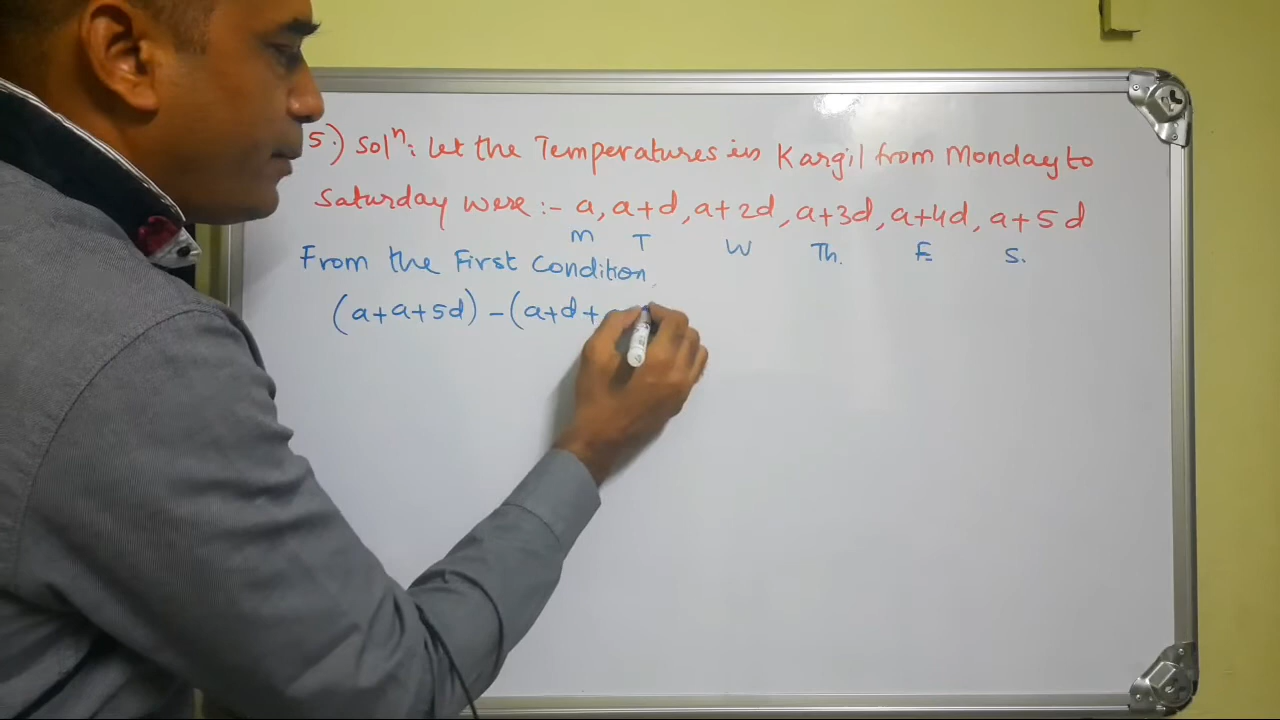 5.) Solⁿ: Let the Temperatures in Kargil from Monday to
Saturday were :- a, a+d, a+2d, a+3d, a+4d, a+5d
M T W Th. F. S.
From the First Condition
(a+a+5d) - (a+d+